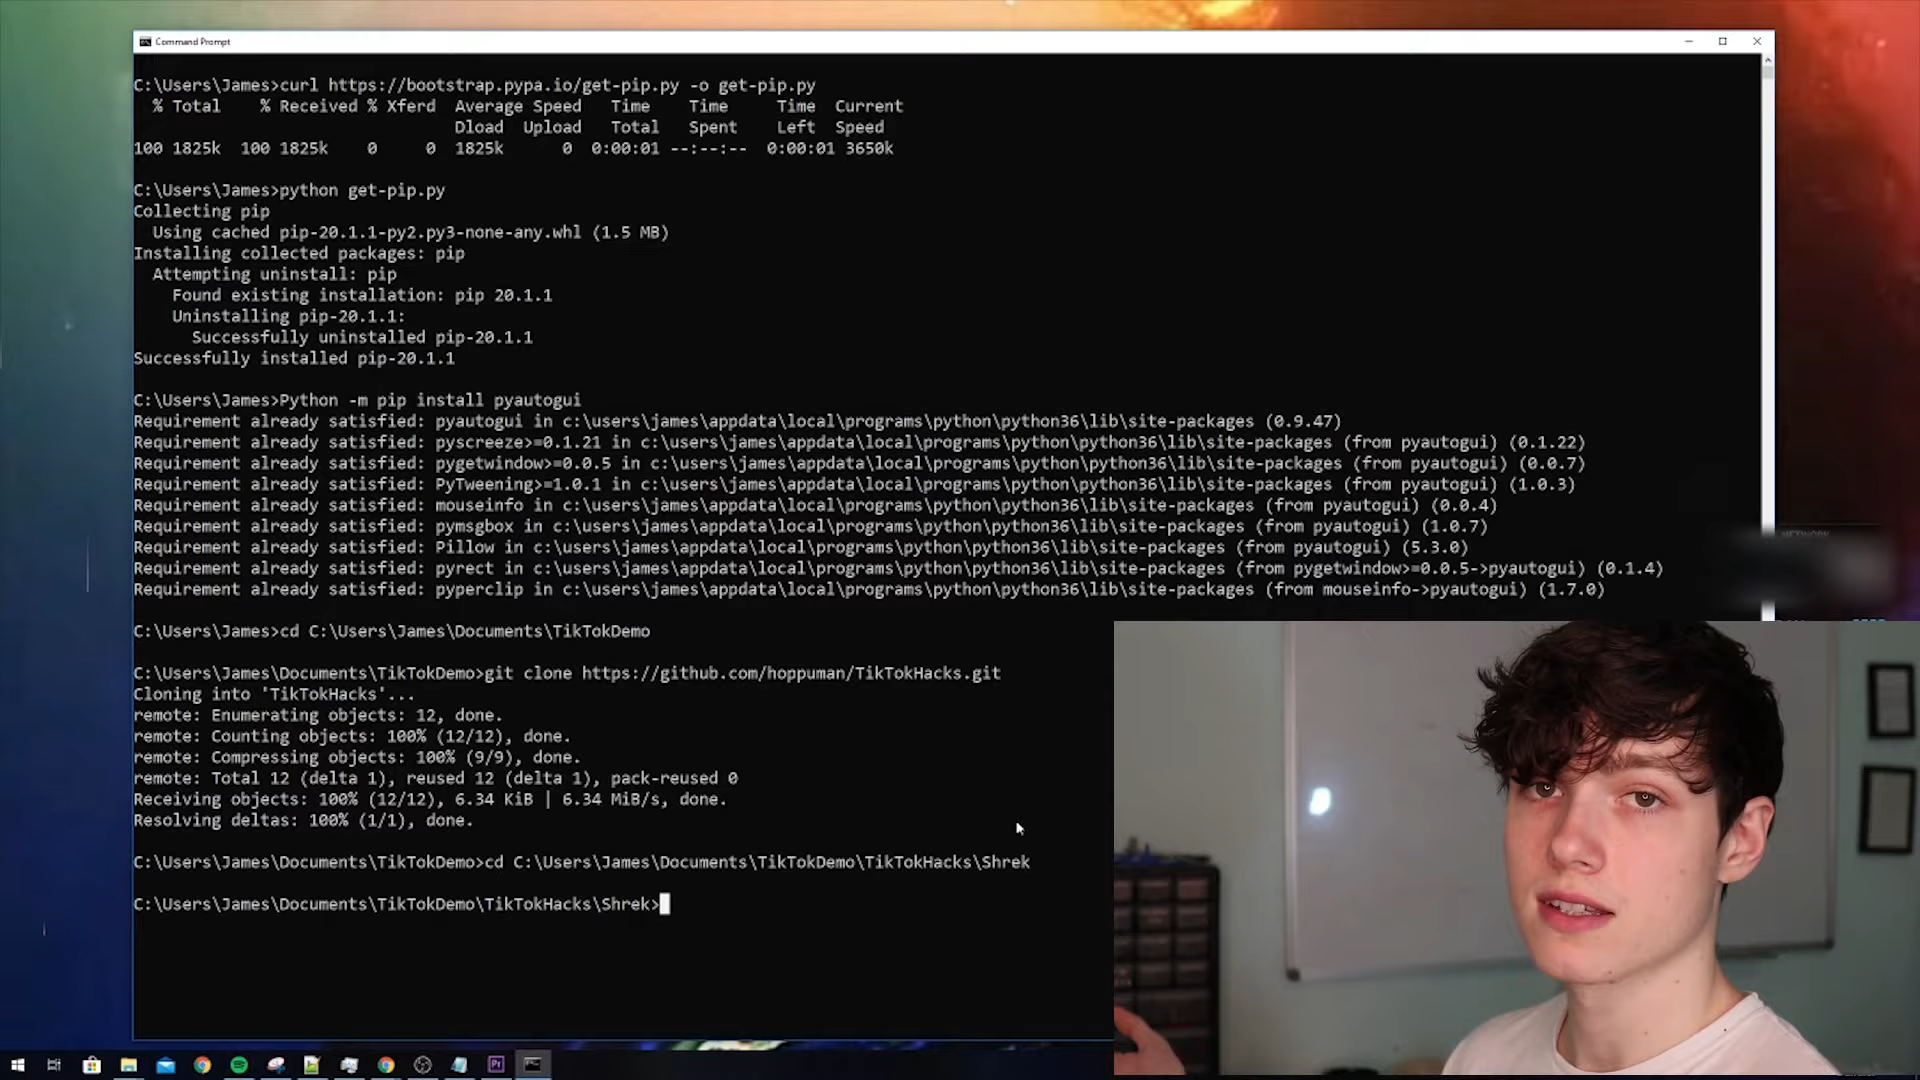 Command Prompt
C:\Users\James>curl https://bootstrap.pypa.io/get-pip.py -o get-pip.py
% Total % Received % Xferd Average Speed Time Time Time Current
Dload Upload Total Spent Left Speed
100 1825k 100 1825k 0 0 1825k 0 0:00:01 --:--:-- 0:00:01 3650k
C:\Users\James>python get-pip.py
Collecting pip
Using cached pip-20.1.1-py2.py3-none-any.whl (1.5 MB)
Installing collected packages: pip
Attempting uninstall: pip
Found existing installation: pip 20.1.1
Uninstalling pip-20.1.1:
Successfully uninstalled pip-20.1.1
Successfully installed pip-20.1.1
C:\Users\James>Python -m pip install pyautogui
Requirement already satisfied: pyautogui in c:\users\james\appdata\local\programs\python\python36\lib\site-packages (0.9.47)
Requirement already satisfied: pyscreeze>=0.1.21 in c:\users\james\appdata\local\programs\python\python36\lib\site-packages (from pyautogui) (0.1.22)
Requirement already satisfied: pygetwindow>=0.0.5 in c:\users\james\appdata\local\programs\python\python36\lib\site-packages (from pyautogui) (0.0.7)
Requirement already satisfied: PyTweening>=1.0.1 in c:\users\james\appdata\local\programs\python\python36\lib\site-packages (from pyautogui) (1.0.3)
Requirement already satisfied: mouseinfo in c:\users\james\appdata\local\programs\python\python36\lib\site-packages (from pyautogui) (0.0.4)
Requirement already satisfied: pymsgbox in c:\users\james\appdata\local\programs\python\python36\lib\site-packages (from pyautogui) (1.0.7)
Requirement already satisfied: Pillow in c:\users\james\appdata\local\programs\python\python36\lib\site-packages (from pyautogui) (5.3.0)
Requirement already satisfied: pyrect in c:\users\james\appdata\local\programs\python\python36\lib\site-packages (from pygetwindow>=0.0.5->pyautogui) (0.1.4)
Requirement already satisfied: pyperclip in c:\users\james\appdata\local\programs\python\python36\lib\site-packages (from mouseinfo->pyautogui) (1.7.0)
C:\Users\James>cd C:\Users\James\Documents\TikTokDemo
C:\Users\James\Documents\TikTokDemo>git clone https://github.com/hoppuman/TikTokHacks.git
Cloning into 'TikTokHacks'...
remote: Enumerating objects: 12, done.
remote: Counting objects: 100% (12/12), done.
remote: Compressing objects: 100% (9/9), done.
remote: Total 12 (delta 1), reused 12 (delta 1), pack-reused 0
Receiving objects: 100% (12/12), 6.34 KiB | 6.34 MiB/s, done.
Resolving deltas: 100% (1/1), done.
C:\Users\James\Documents\TikTokDemo>cd C:\Users\James\Documents\TikTokDemo\TikTokHacks\Shrek
C:\Users\James\Documents\TikTokDemo\TikTokHacks\Shrek>
Pr